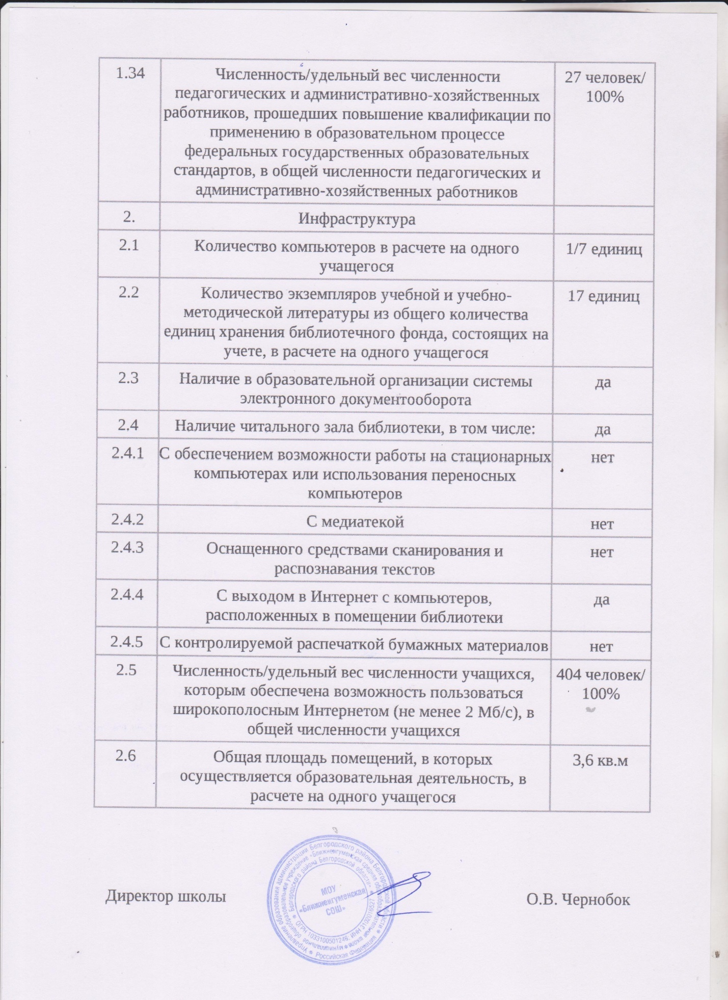 1.34
Численность/удельный вес численности
педагогических и административно-хозяйственных
работников, прошедших повышение квалификации по
применению в образовательном процессе
федеральных государственных образовательных
стандартов, в общей численности педагогических и
административно-хозяйственных работников
27 человек/
100%
2.
Инфраструктура
2.1
Количество компьютеров в расчете на одного
учащегося
1/7 единиц
2.2
Количество экземпляров учебной и учебно-
методической литературы из общего количества
единиц хранения библиотечного фонда, состоящих на
учете, в расчете на одного учащегося
17 единиц
2.3
Наличие в образовательной организации системы
электронного документооборота
да
2.4
Наличие читального зала библиотеки, в том числе:
да
2.4.1
С обеспечением возможности работы на стационарных
компьютерах или использования переносных
компьютеров
нет
2.4.2
С медиатекой
нет
2.4.3
Оснащенного средствами сканирования и
распознавания текстов
нет
2.4.4
С выходом в Интернет с компьютеров,
расположенных в помещении библиотеки
да
2.4.5
С контролируемой распечаткой бумажных материалов
нет
2.5
Численность/удельный вес численности учащихся,
которым обеспечена возможность пользоваться
широкополосным Интернетом (не менее 2 Мб/с), в
общей численности учащихся
404 человек/
100%
2.6
Общая площадь помещений, в которых
осуществляется образовательная деятельность, в
расчете на одного учащегося
3,6 кв.м
Директор школы
Управление образования администрации Белгородского района Белгородской области * Российская Федерация *
муниципальное общеобразовательное учреждение «Ближнеигуменская средняя общеобразовательная школа
Белгородского района Белгородской области» * ОГРН 1033100501246. ИНН 3102016527 *
МОУ
«Ближнеигуменская
СОШ»
О.В. Чернобок